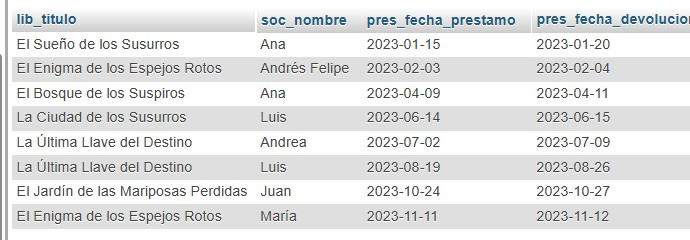 lib_titulo soc_nombre pres_fecha_prestamo pres_fecha_devolucion
El Sueño de los Susurros Ana 2023-01-15 2023-01-20
El Enigma de los Espejos Rotos Andrés Felipe 2023-02-03 2023-02-04
El Bosque de los Suspiros Ana 2023-04-09 2023-04-11
La Ciudad de los Susurros Luis 2023-06-14 2023-06-15
La Última Llave del Destino Andrea 2023-07-02 2023-07-09
La Última Llave del Destino Luis 2023-08-19 2023-08-26
El Jardín de las Mariposas Perdidas Juan 2023-10-24 2023-10-27
El Enigma de los Espejos Rotos María 2023-11-11 2023-11-12